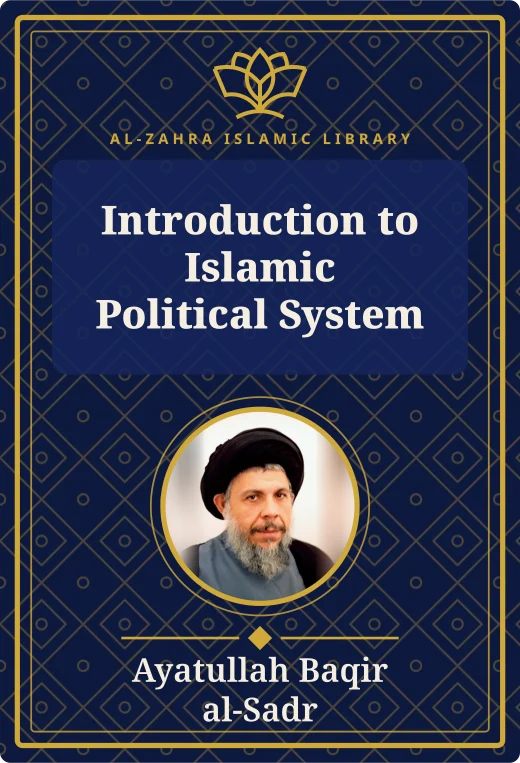 AL-ZAHRA ISLAMIC LIBRARY
Introduction to
Islamic
Political System
Ayatullah Baqir
al-Sadr